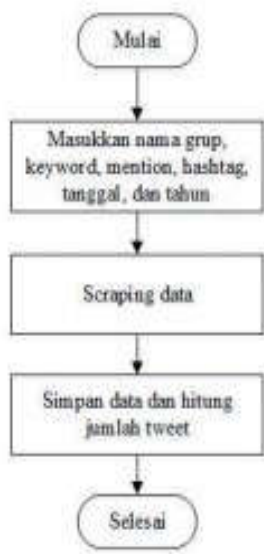 Mulai
Masukkan nama grup,
keyword, mention, hashtag,
tanggal, dan tahun
Scraping data
Simpan data dan hitung
jumlah tweet
Selesai